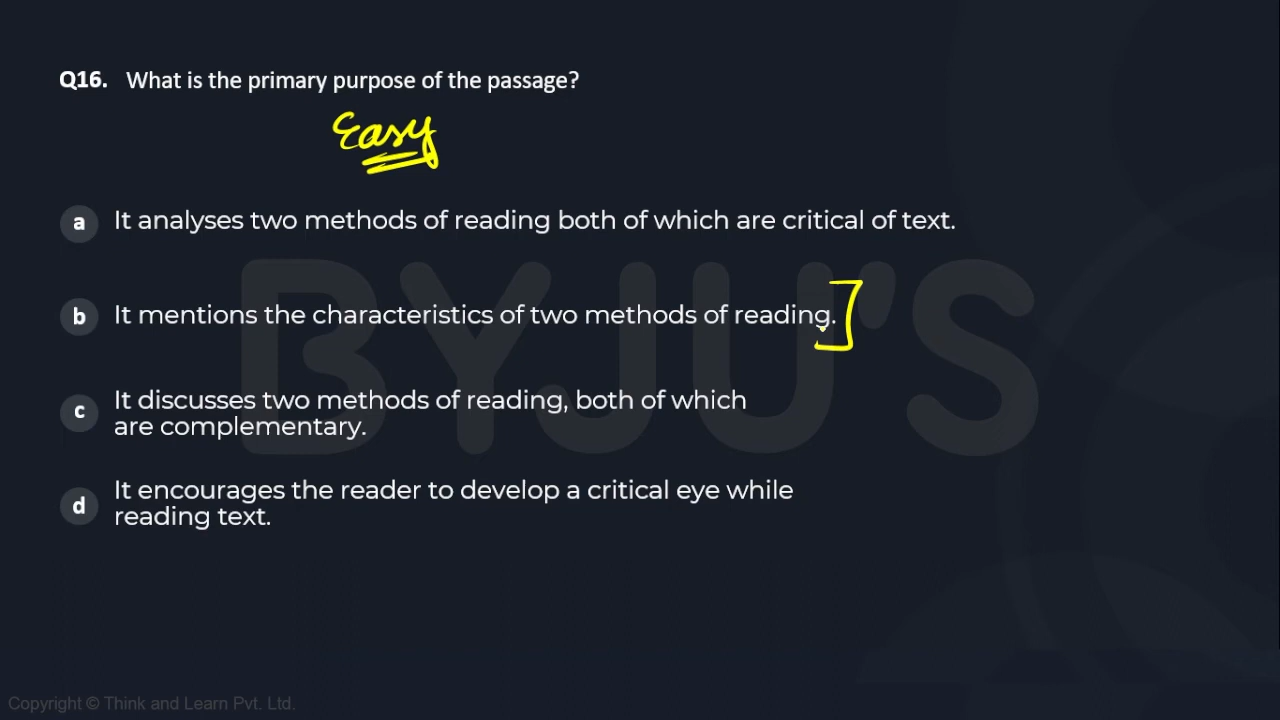 Q16. What is the primary purpose of the passage?
Easy
a It analyses two methods of reading both of which are critical of text.
b It mentions the characteristics of two methods of reading.
c It discusses two methods of reading, both of which
are complementary.
d It encourages the reader to develop a critical eye while
reading text.
BYJU'S
Copyright © Think and Learn Pvt. Ltd.